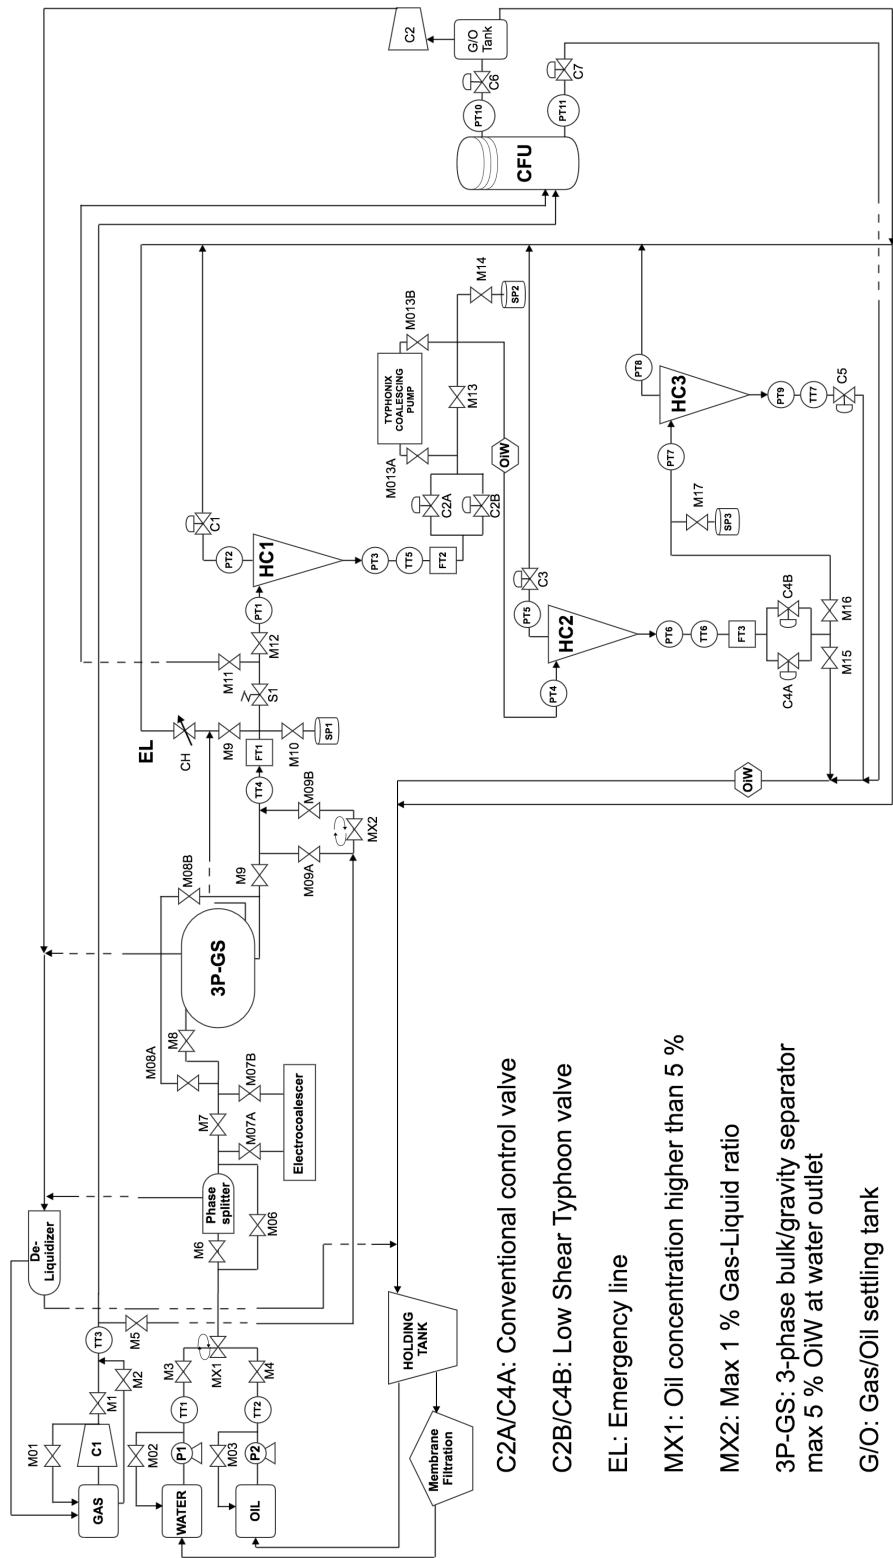 GAS
M01
C1
M1
M2
TT3
M5
De-
Liquidizer
WATER
M02
P1
TT1
M3
MX1
OIL
M03
P2
TT2
M4
M6
M06
Phase
splitter
M07A
M7
M07B
Electrocoalescer
M08A
M8
3P-GS
M08B
M9
M09A
M09B
MX2
TT4
FT1
EL
CH
M9
M10
SP1
S1
M11
M12
PT1
HC1
PT2
C1
PT3
TT5
FT2
C2A
C2B
M013A
TYPHONIX
COALESCING
PUMP
M013B
M13
M14
SP2
OiW
PT4
HC2
PT5
C3
PT6
TT6
FT3
C4A
C4B
M15
M16
M17
SP3
PT7
HC3
PT8
PT9
TT7
C5
OiW
CFU
PT10
C6
G/O
Tank
C2
PT11
C7
HOLDING
TANK
Membrane
Filtration
C2A/C4A: Conventional control valve
C2B/C4B: Low Shear Typhoon valve
EL: Emergency line
MX1: Oil concentration higher than 5 %
MX2: Max 1 % Gas-Liquid ratio
3P-GS: 3-phase bulk/gravity separator
max 5 % OiW at water outlet
G/O: Gas/Oil settling tank